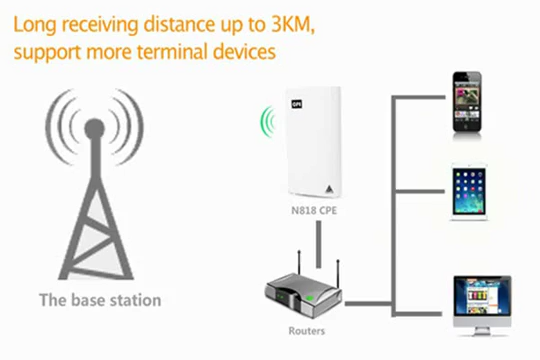 Long receiving distance up to 3KM,
support more terminal devices
CPE
N818 CPE
The base station
Routers